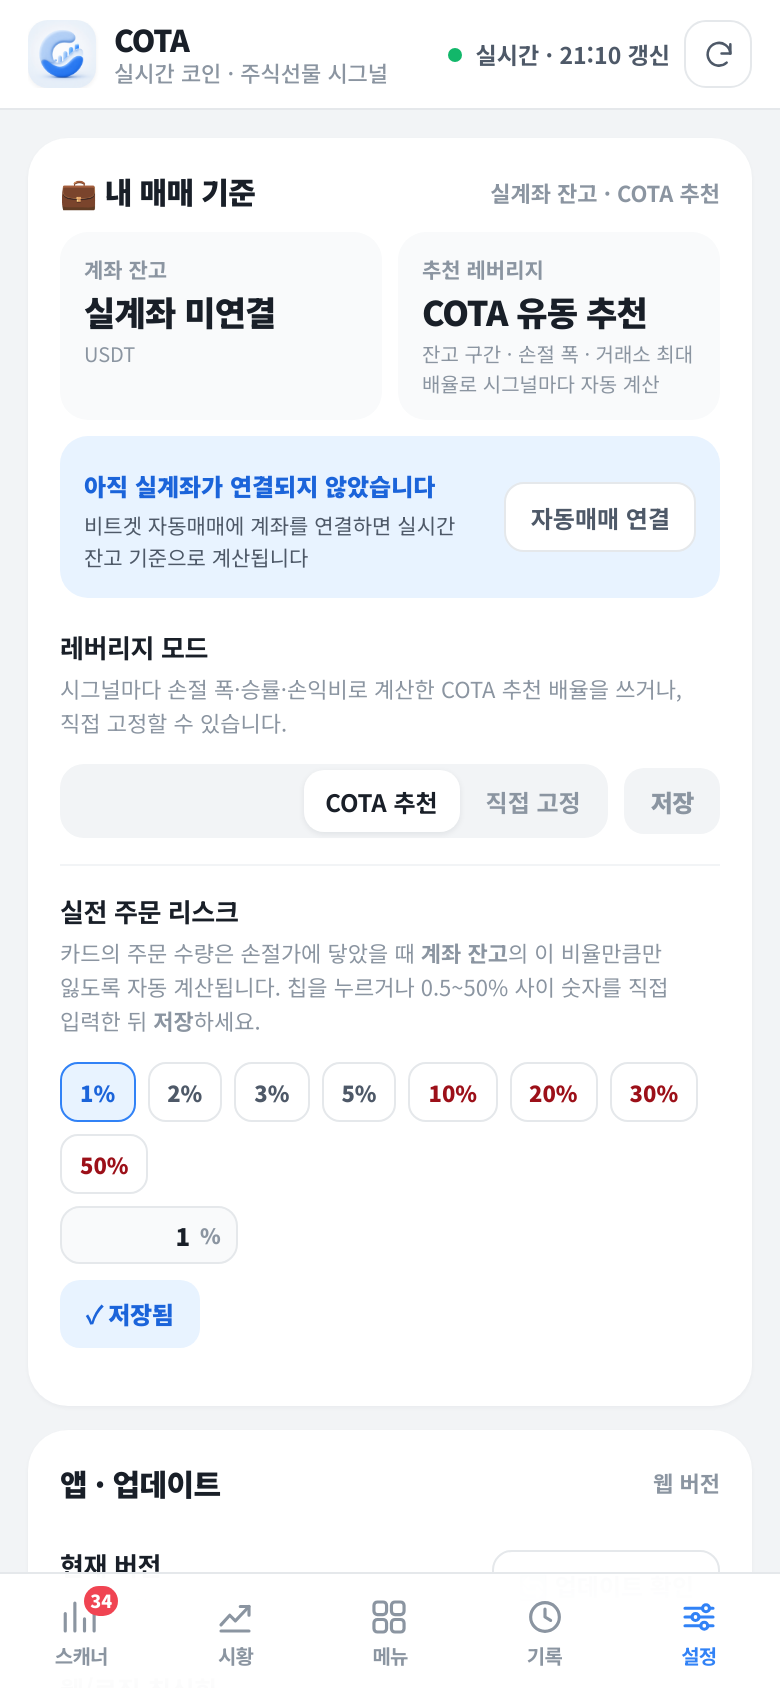 COTA
실시간 코인 · 주식선물 시그널
실시간 · 21:10 갱신
내 매매 기준
실계좌 잔고 · COTA 추천
계좌 잔고
실계좌 미연결
USDT
추천 레버리지
COTA 유동 추천
잔고 구간 · 손절 폭 · 거래소 최대
배율로 시그널마다 자동 계산
아직 실계좌가 연결되지 않았습니다
비트겟 자동매매에 계좌를 연결하면 실시간
잔고 기준으로 계산됩니다
자동매매 연결
레버리지 모드
시그널마다 손절 폭·승률·손익비로 계산한 COTA 추천 배율을 쓰거나,
직접 고정할 수 있습니다.
COTA 추천
직접 고정
저장
실전 주문 리스크
카드의 주문 수량은 손절가에 닿았을 때 계좌 잔고의 이 비율만큼만
잃도록 자동 계산됩니다. 칩을 누르거나 0.5~50% 사이 숫자를 직접
입력한 뒤 저장하세요.
1%
2%
3%
5%
10%
20%
30%
50%
1 %
✓ 저장됨
앱 · 업데이트
웹 버전
현재 버전
34
스캐너
시황
메뉴
기록
설정